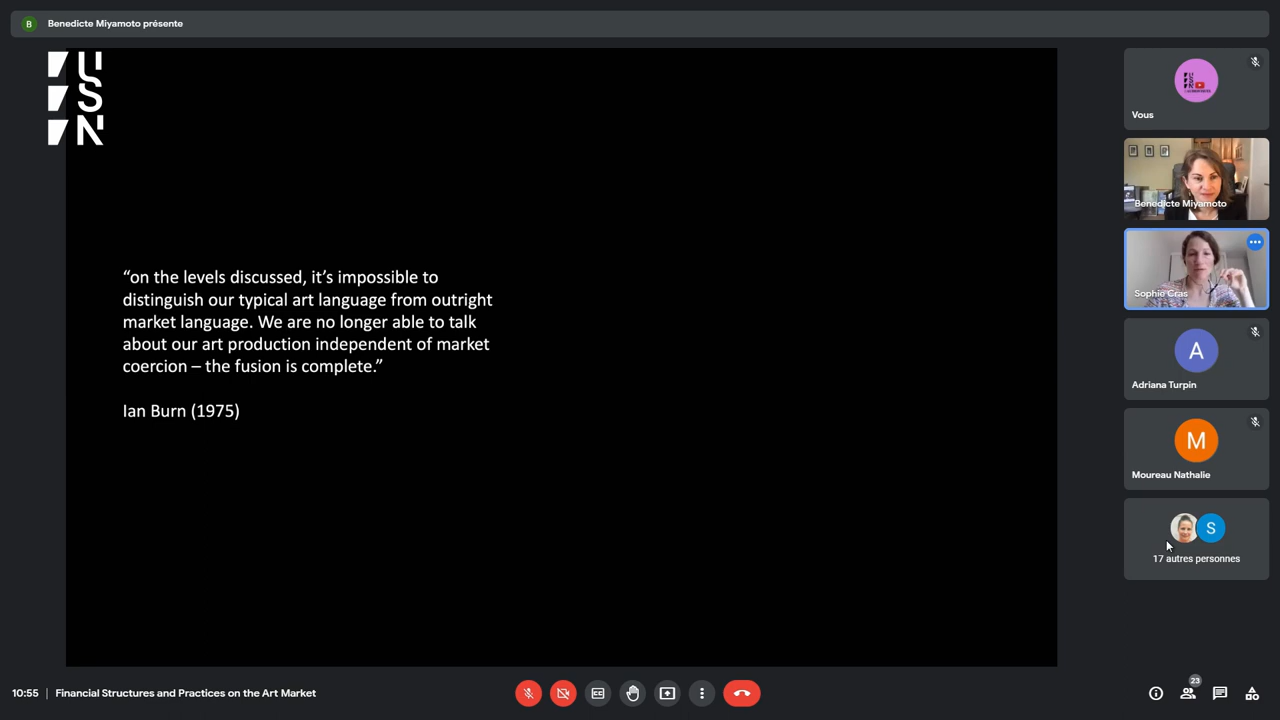 B Benedicte Miyamoto présente
USN
Vous
Benedicte Miyamoto
Sophie Cras
A
Adriana Turpin
M
Moureau Nathalie
S
17 autres personnes
“on the levels discussed, it’s impossible to
distinguish our typical art language from outright
market language. We are no longer able to talk
about our art production independent of market
coercion – the fusion is complete.”
Ian Burn (1975)
10:55 | Financial Structures and Practices on the Art Market
23